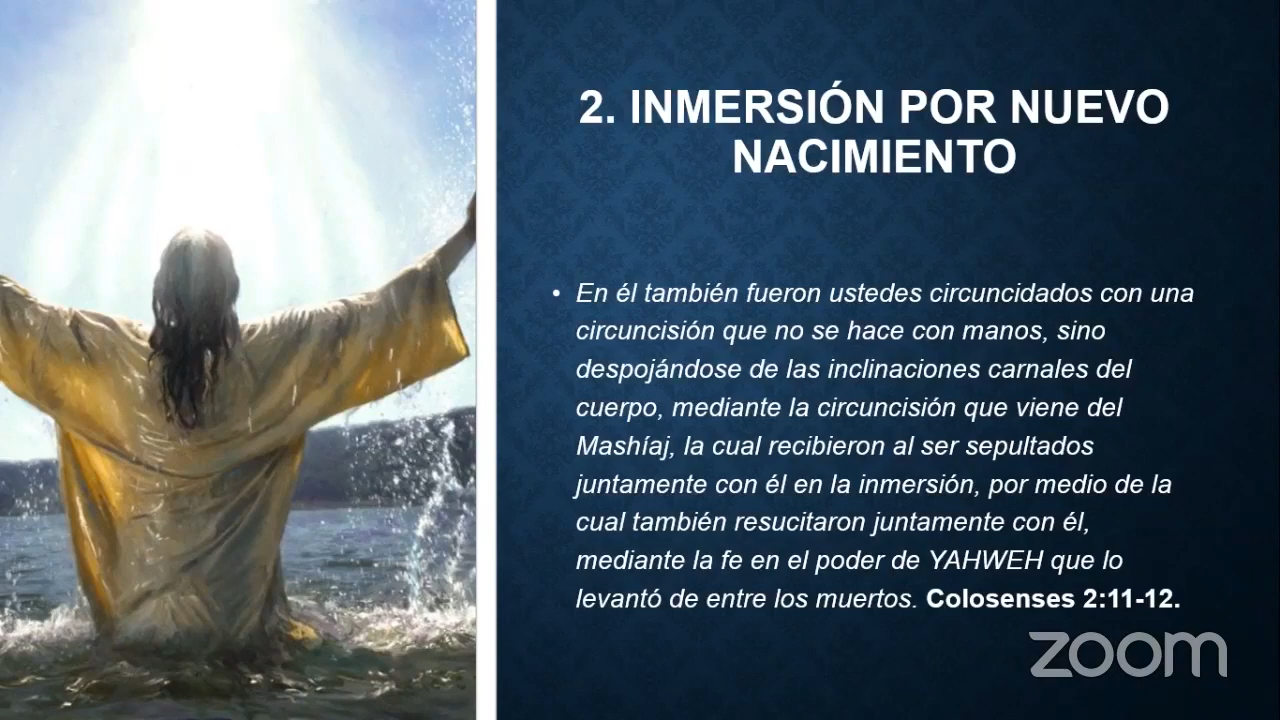 2. INMERSIÓN POR NUEVO
NACIMIENTO
• En él también fueron ustedes circuncidados con una
circuncisión que no se hace con manos, sino
despojándose de las inclinaciones carnales del
cuerpo, mediante la circuncisión que viene del
Mashíaj, la cual recibieron al ser sepultados
juntamente con él en la inmersión, por medio de la
cual también resucitaron juntamente con él,
mediante la fe en el poder de YAHWEH que lo
levantó de entre los muertos. Colosenses 2:11-12.
zoom